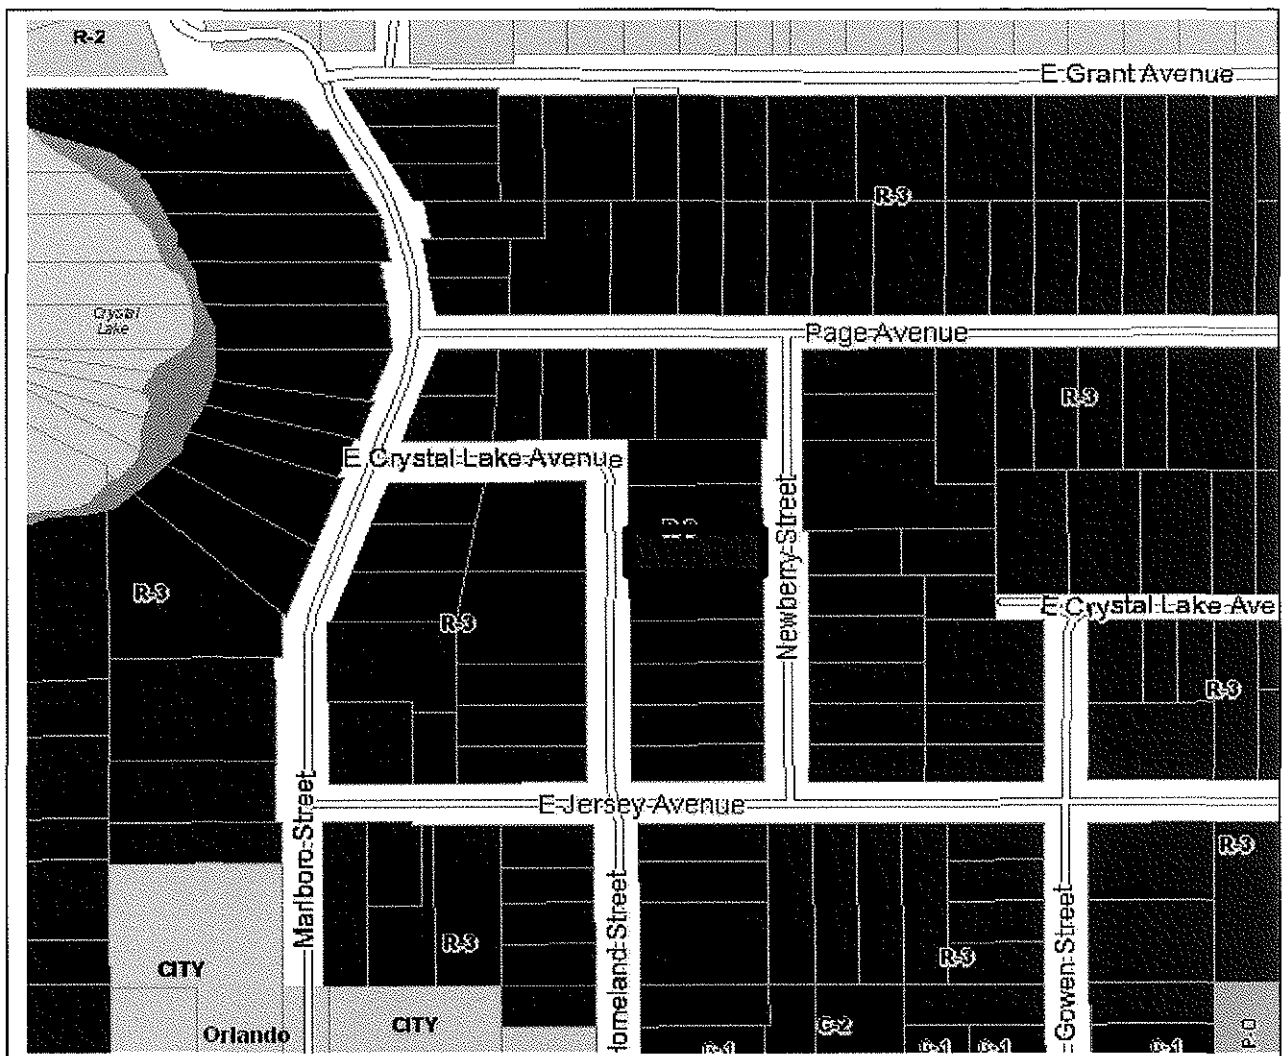 R-2
E Grant Avenue
R-3
Crystal
Lake
Page Avenue
R-3
E Crystal Lake Avenue
Newberry Street
R-3
E Crystal Lake Ave
R-3
R-3
E Jersey Avenue
Marlboro Street
R-3
Homeland Street
R-3
R-3
Gowen Street
CITY
Orlando
CITY
C-2
P-O